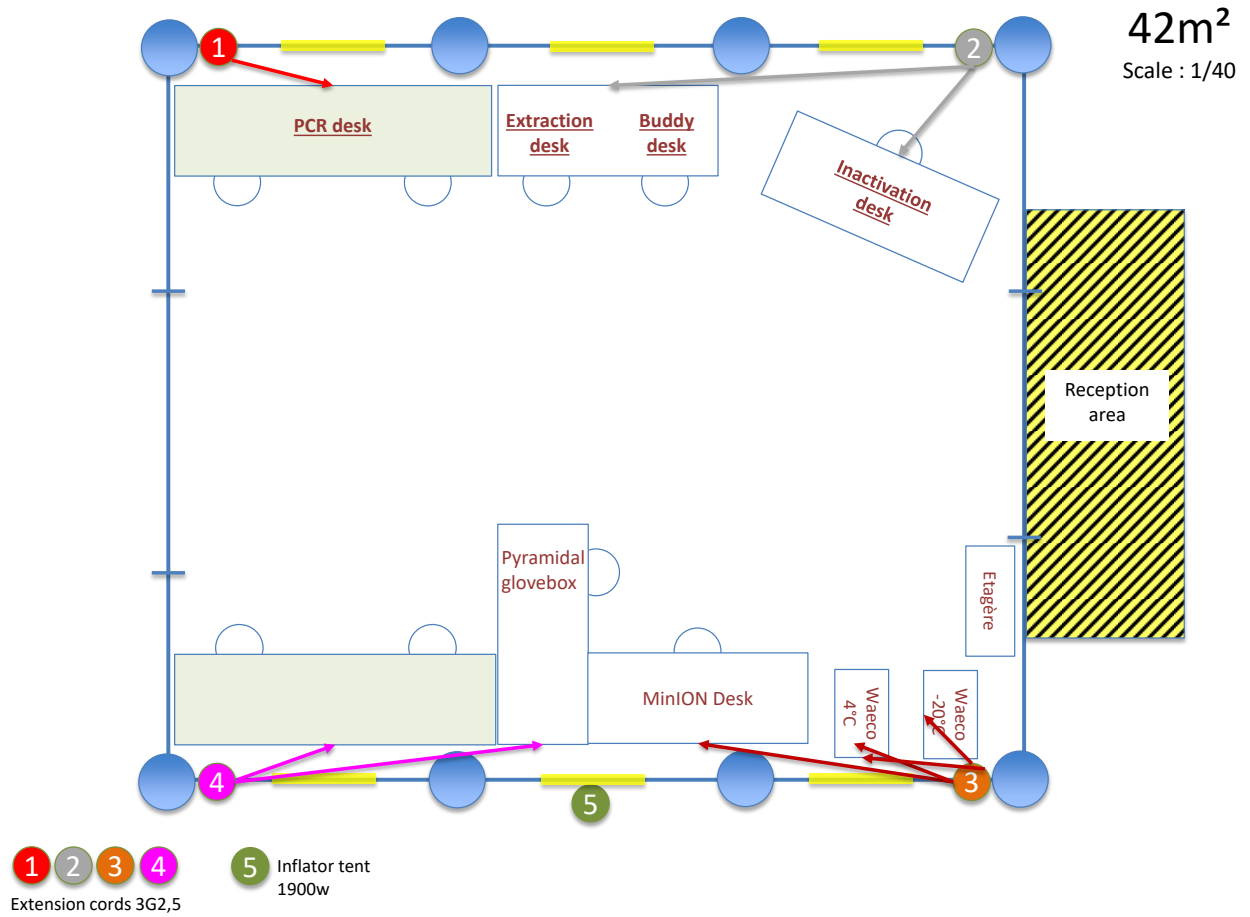 42m²
Scale : 1/40
1
2
PCR desk
Extraction
desk
Buddy
desk
Inactivation
desk
Reception
area
Pyramidal
glovebox
Etagère
MinION Desk
Waeco
4°C
Waeco
-20°C
4
5
3
1
2
3
4
Extension cords 3G2,5
5
Inflator tent
1900w